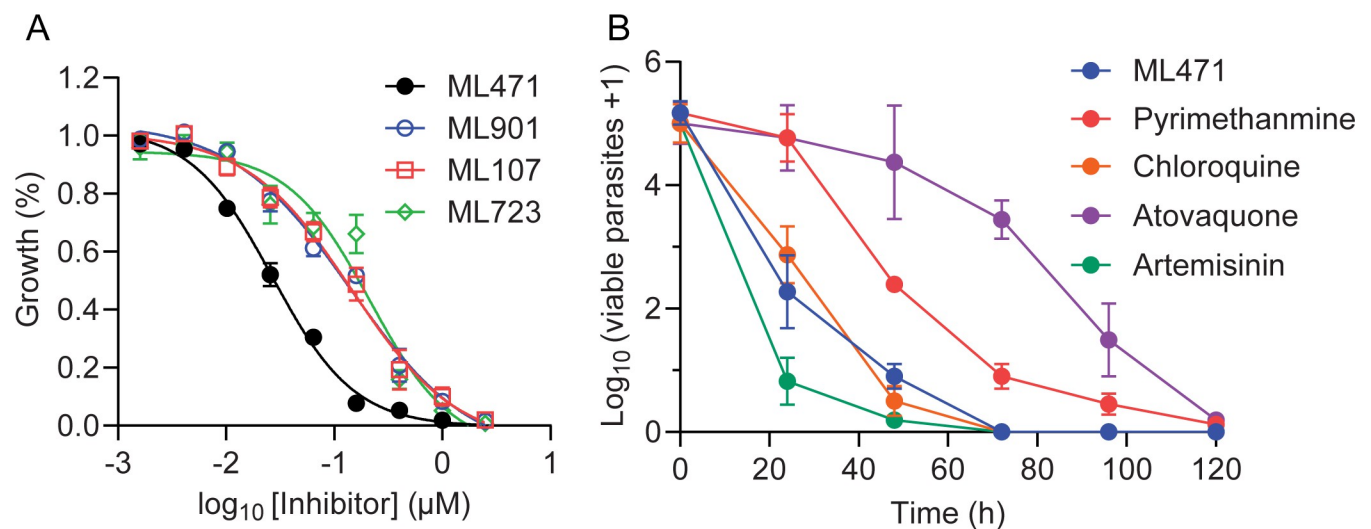 A
1.2
1.0
0.8
0.6
0.4
0.2
0.0
Growth (%)
-3
-2
-1
0
1
log10 [Inhibitor] (µM)
ML471
ML901
ML107
ML723
B
6
4
2
0
Log10 (viable parasites +1)
0
20
40
60
80
100
120
Time (h)
ML471
Pyrimethanmine
Chloroquine
Atovaquone
Artemisinin